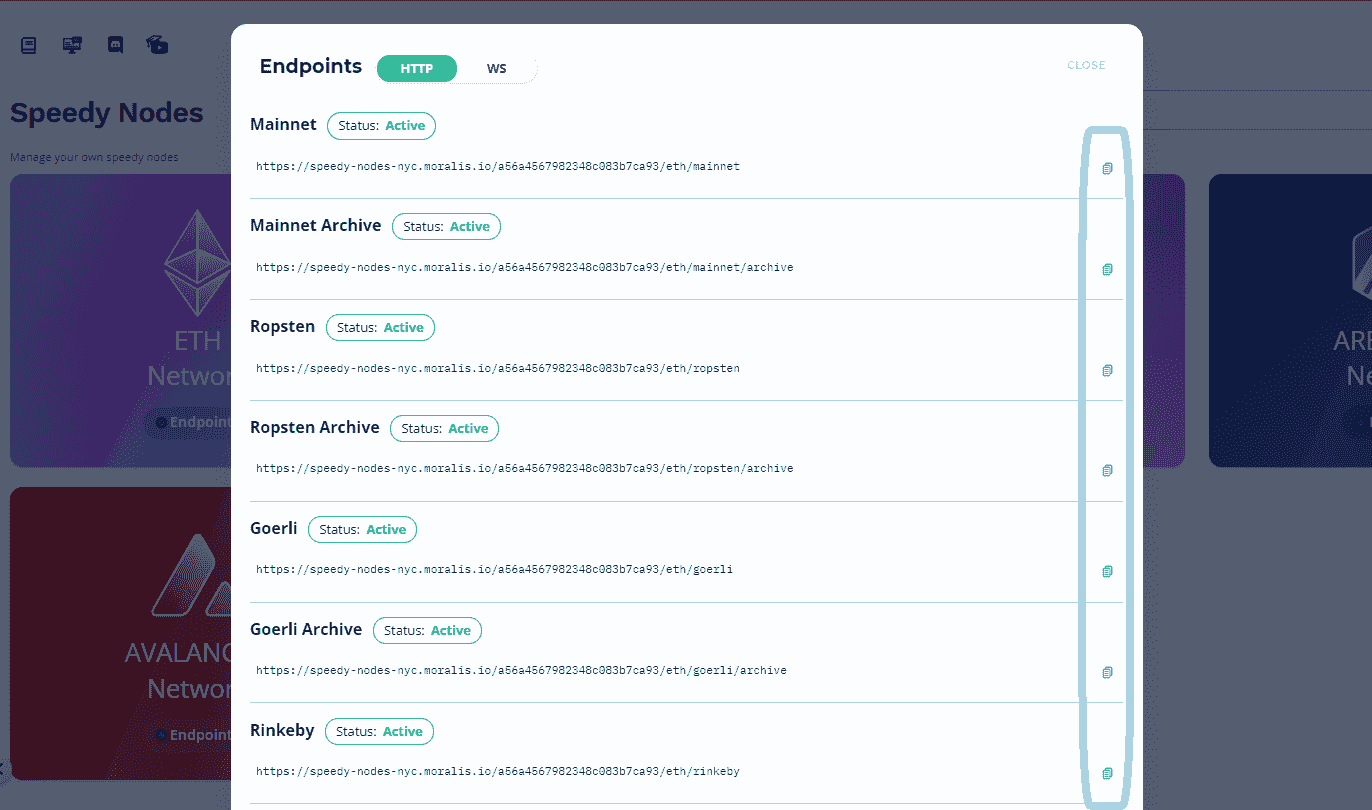 Endpoints HTTP WS CLOSE
Speedy Nodes
Manage your own speedy nodes
Mainnet Status: Active
https://speedy-nodes-nyc.moralis.io/a56a4567982348c083b7ca93/eth/mainnet
Mainnet Archive Status: Active
https://speedy-nodes-nyc.moralis.io/a56a4567982348c083b7ca93/eth/mainnet/archive
Ropsten Status: Active
https://speedy-nodes-nyc.moralis.io/a56a4567982348c083b7ca93/eth/ropsten
Ropsten Archive Status: Active
https://speedy-nodes-nyc.moralis.io/a56a4567982348c083b7ca93/eth/ropsten/archive
Goerli Status: Active
https://speedy-nodes-nyc.moralis.io/a56a4567982348c083b7ca93/eth/goerli
Goerli Archive Status: Active
https://speedy-nodes-nyc.moralis.io/a56a4567982348c083b7ca93/eth/goerli/archive
Rinkeby Status: Active
https://speedy-nodes-nyc.moralis.io/a56a4567982348c083b7ca93/eth/rinkeby
ETH
Networ
Endpoint
AVALANC
Networ
Endpoint
ARE
Ne